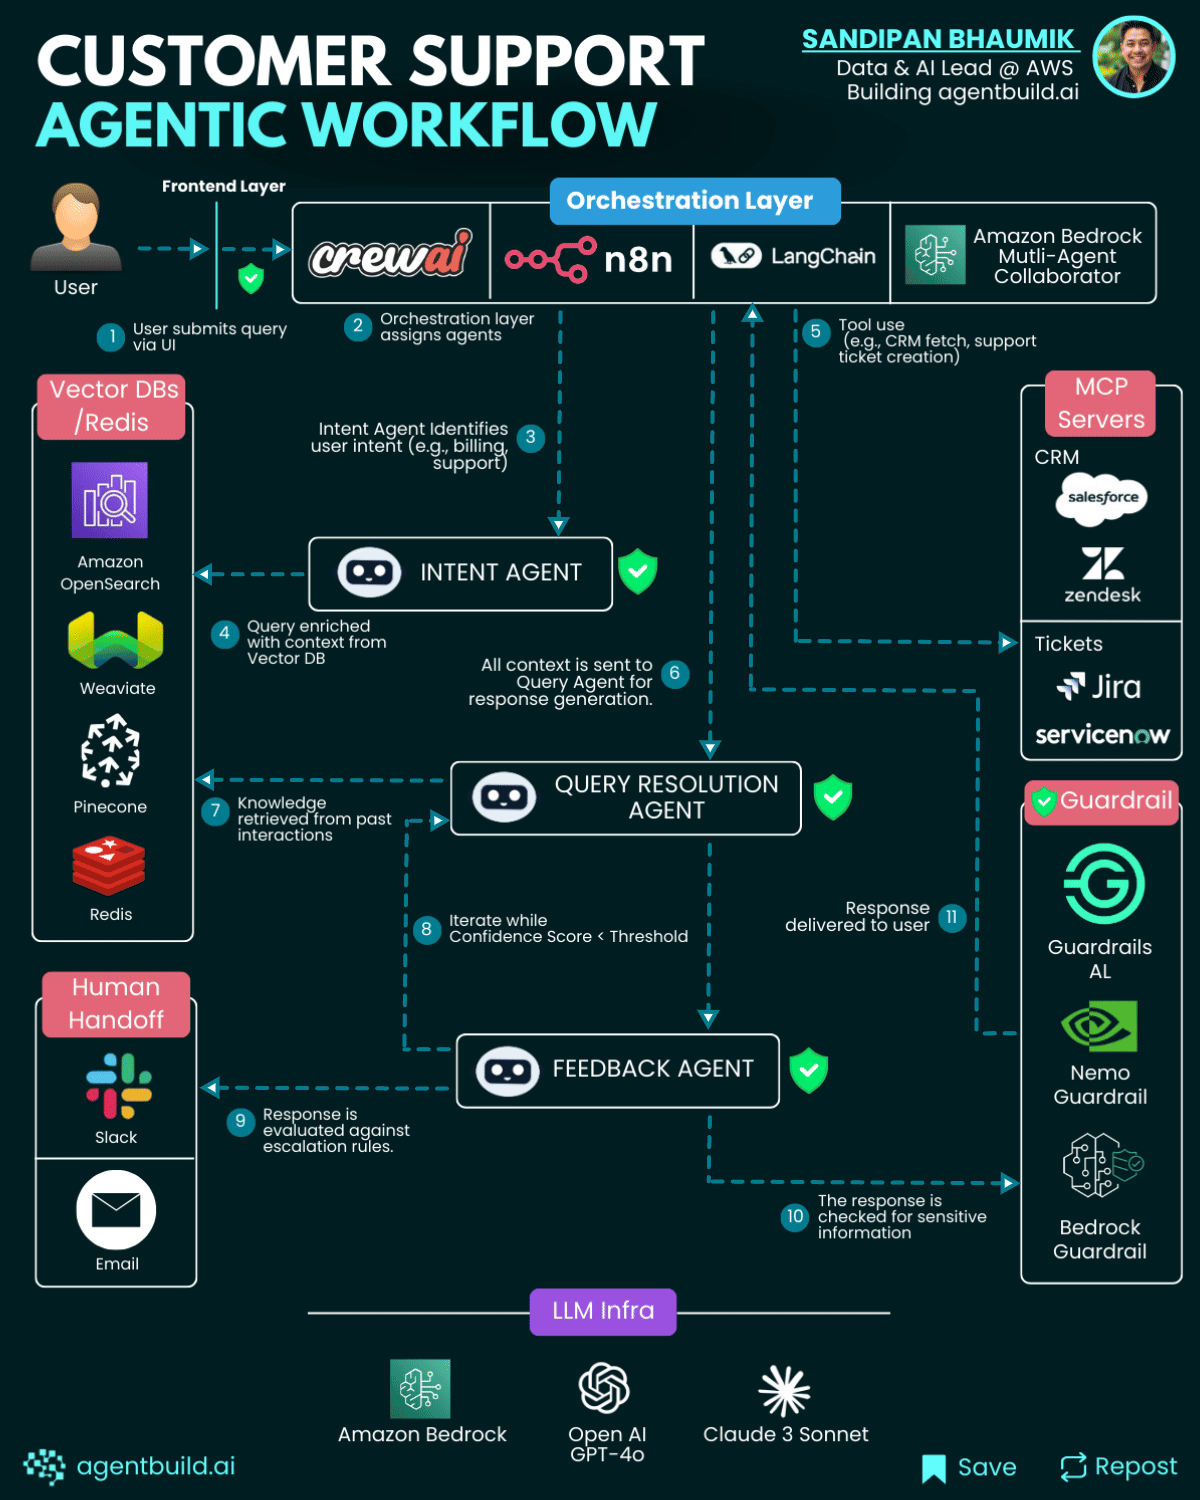 CUSTOMER SUPPORT
AGENTIC WORKFLOW
SANDIPAN BHAUMIK
Data & AI Lead @ AWS
Building agentbuild.ai
Frontend Layer
Orchestration Layer
User
crewai
n8n
LangChain
Amazon Bedrock
Mutli-Agent
Collaborator
1
User submits query
via UI
2
Orchestration layer
assigns agents
5
Tool use
(e.g., CRM fetch, support
ticket creation)
Vector DBs
/Redis
Amazon
OpenSearch
Weaviate
Pinecone
Redis
Intent Agent Identifies
user intent (e.g., billing,
support)
3
MCP
Servers
CRM
salesforce
zendesk
Tickets
Jira
servicenow
INTENT AGENT
4
Query enriched
with context from
Vector DB
All context is sent to
Query Agent for
response generation.
6
QUERY RESOLUTION
AGENT
7
Knowledge
retrieved from past
interactions
8
Iterate while
Confidence Score < Threshold
Response
delivered to user
11
Guardrail
Guardrails
AL
Nemo
Guardrail
Bedrock
Guardrail
Human
Handoff
Slack
Email
FEEDBACK AGENT
9
Response is
evaluated against
escalation rules.
10
The response is
checked for sensitive
information
LLM Infra
Amazon Bedrock
Open AI
GPT-4o
Claude 3 Sonnet
agentbuild.ai
Save
Repost